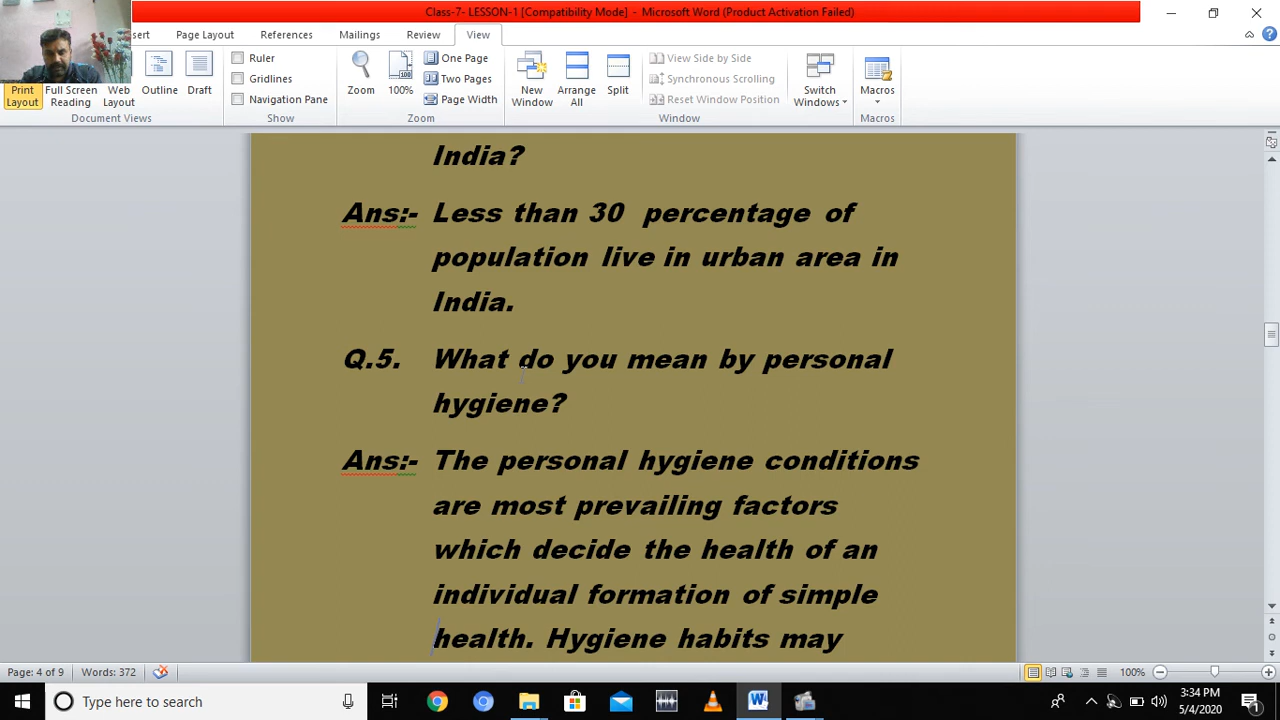 Class-7- LESSON-1 [Compatibility Mode] - Microsoft Word (Product Activation Failed)
sert Page Layout References Mailings Review View
Print Layout
Full Screen Reading
Web Layout
Outline
Draft
Document Views
Ruler
Gridlines
Navigation Pane
Show
Zoom
100%
One Page
Two Pages
Page Width
Zoom
New Window
Arrange All
Split
View Side by Side
Synchronous Scrolling
Reset Window Position
Window
Switch Windows
Macros
Macros
India?
Ans:- Less than 30 percentage of
population live in urban area in
India.
Q.5. What do you mean by personal
hygiene?
Ans:- The personal hygiene conditions
are most prevailing factors
which decide the health of an
individual formation of simple
health. Hygiene habits may
Page: 4 of 9 Words: 372 100%
Type here to search
3:34 PM
5/4/2020